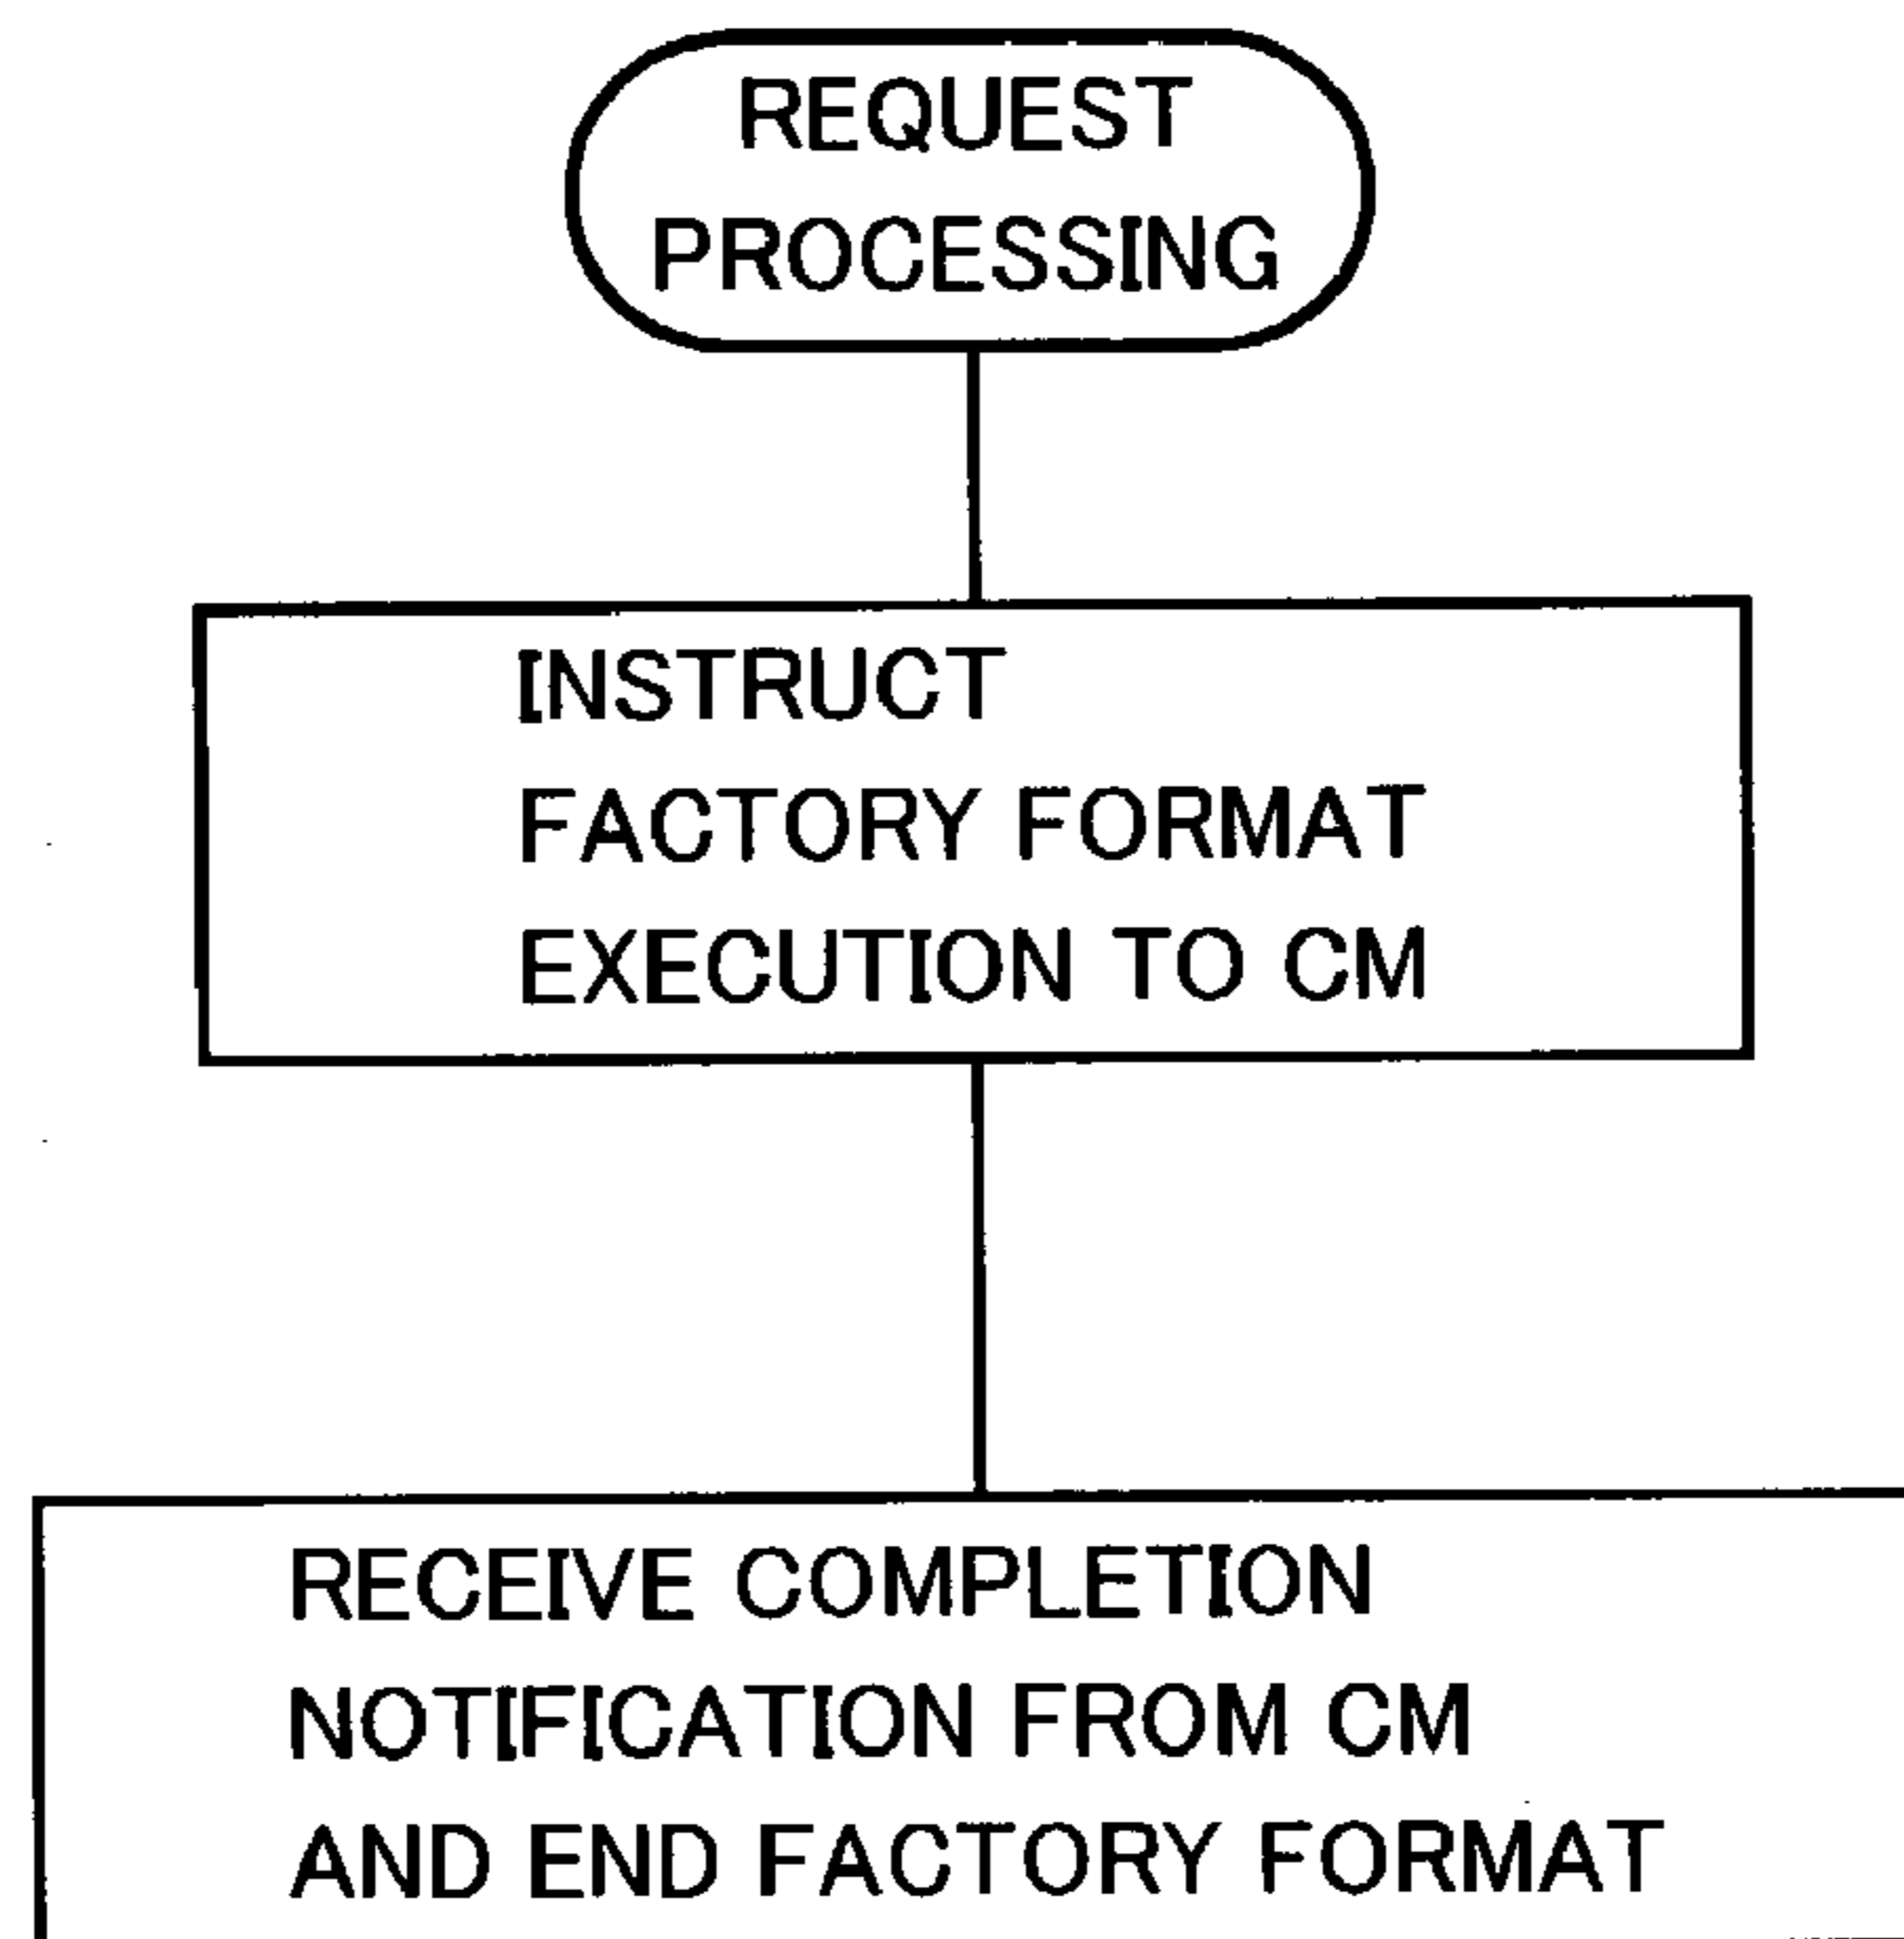 REQUEST
PROCESSING
INSTRUCT
FACTORY FORMAT
EXECUTION TO CM
RECEIVE COMPLETION
NOTIFICATION FROM CM
AND END FACTORY FORMAT